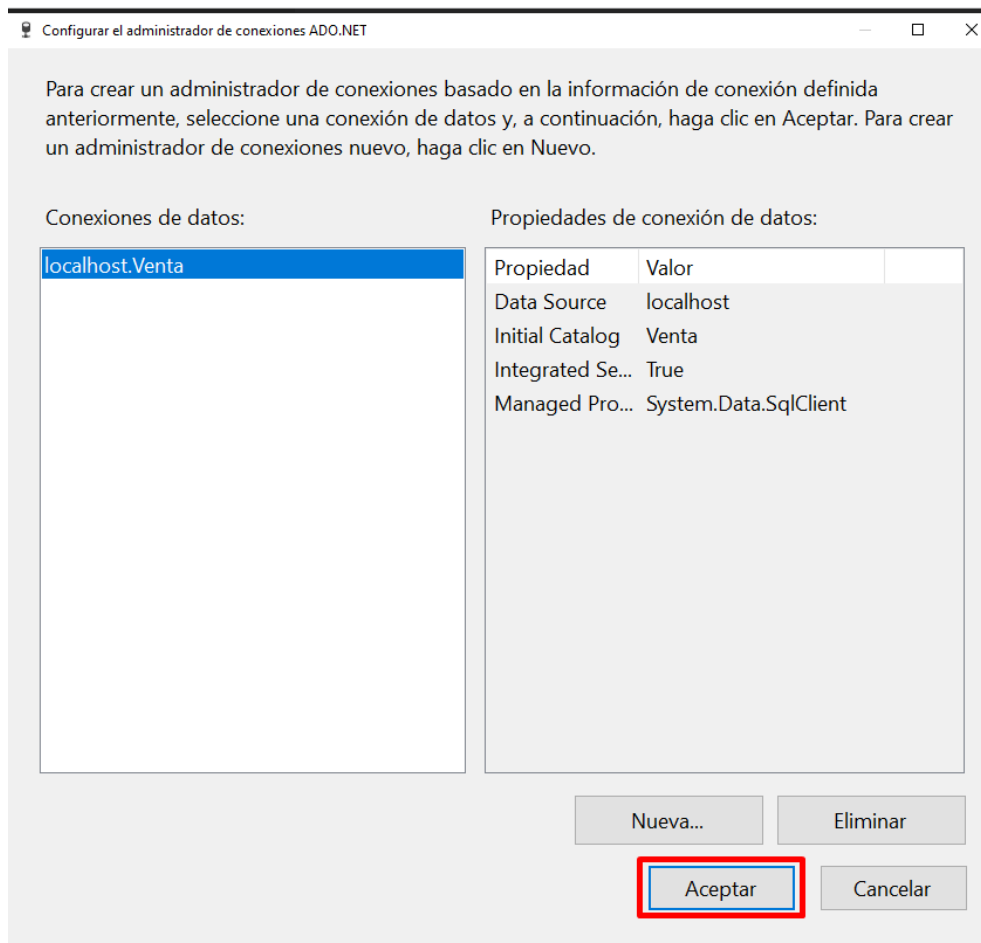 Configurar el administrador de conexiones ADO.NET
Para crear un administrador de conexiones basado en la información de conexión definida
anteriormente, seleccione una conexión de datos y, a continuación, haga clic en Aceptar. Para crear
un administrador de conexiones nuevo, haga clic en Nuevo.
Conexiones de datos:
localhost.Venta
Propiedades de conexión de datos:
Propiedad Valor
Data Source localhost
Initial Catalog Venta
Integrated Se... True
Managed Pro... System.Data.SqlClient
Nueva... Eliminar
Aceptar Cancelar